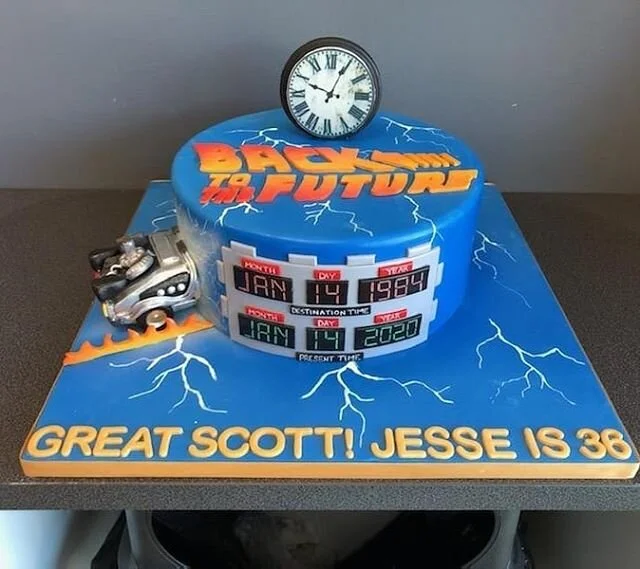 BACK
TO THE FUTURE
MONTH DAY YEAR
JAN 14 1984
DESTINATION TIME
MONTH DAY YEAR
JAN 14 2020
PRESENT TIME
GREAT SCOTT! JESSE IS 36